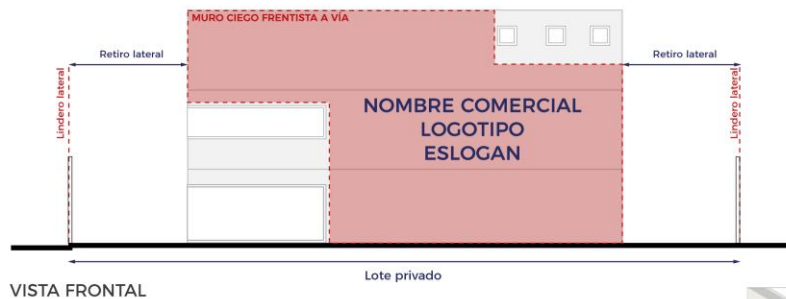 MURO CIEGO FRENTISTA A VÍA
Retiro lateral
Retiro lateral
Lindero lateral
Lindero lateral
NOMBRE COMERCIAL
LOGOTIPO
ESLOGAN
Lote privado
VISTA FRONTAL